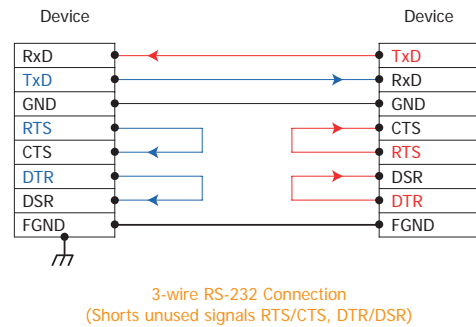 Device Device
RxD TxD
TxD RxD
GND GND
RTS CTS
CTS RTS
DTR DSR
DSR DTR
FGND FGND
3-wire RS-232 Connection
(Shorts unused signals RTS/CTS, DTR/DSR)